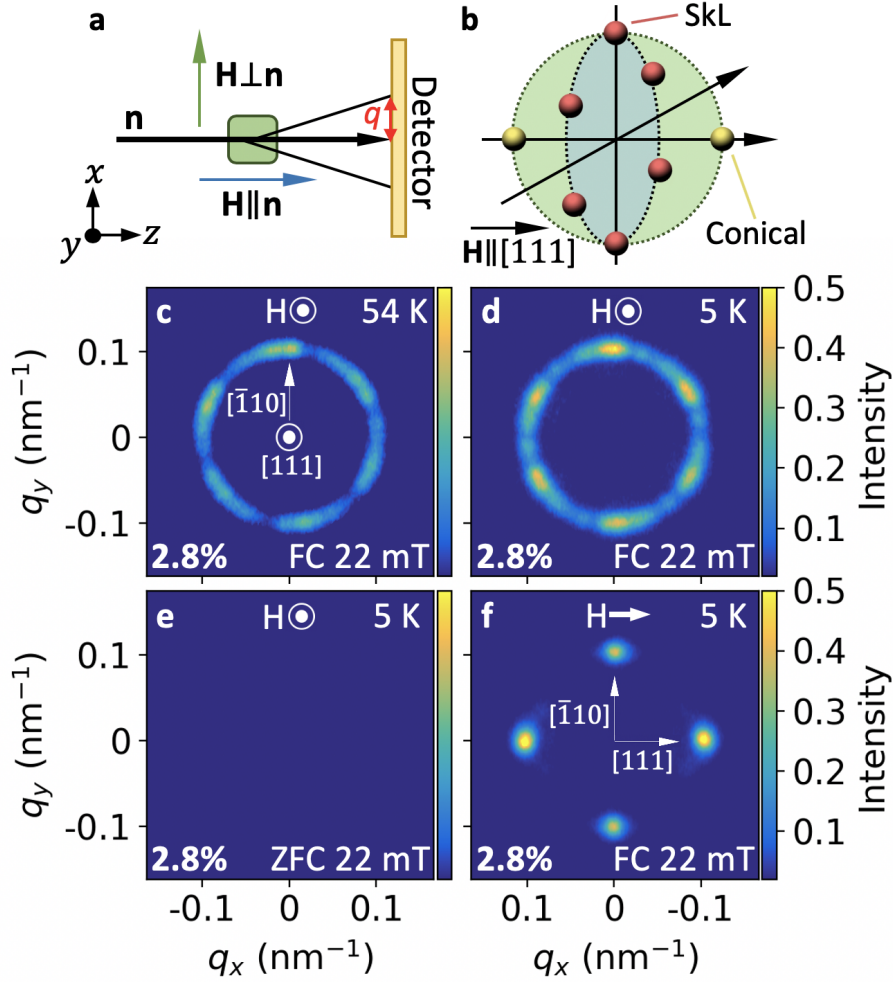 a
H⊥n
n
q
Detector
H∥n
x
y
z
b
SkL
Conical
H∥[111]
c
H⊙
54 K
[1̅10]
[111]
2.8%
FC 22 mT
0.1
0
-0.1
q_y (nm⁻¹)
d
H⊙
5 K
2.8%
FC 22 mT
0.5
0.4
0.3
0.2
0.1
Intensity
e
H⊙
5 K
2.8%
ZFC 22 mT
0.1
0
-0.1
q_y (nm⁻¹)
-0.1 0 0.1
q_x (nm⁻¹)
f
H→
5 K
[1̅10]
[111]
2.8%
FC 22 mT
0.1 0 -0.1
q_x (nm⁻¹)
0.5
0.4
0.3
0.2
0.1
Intensity